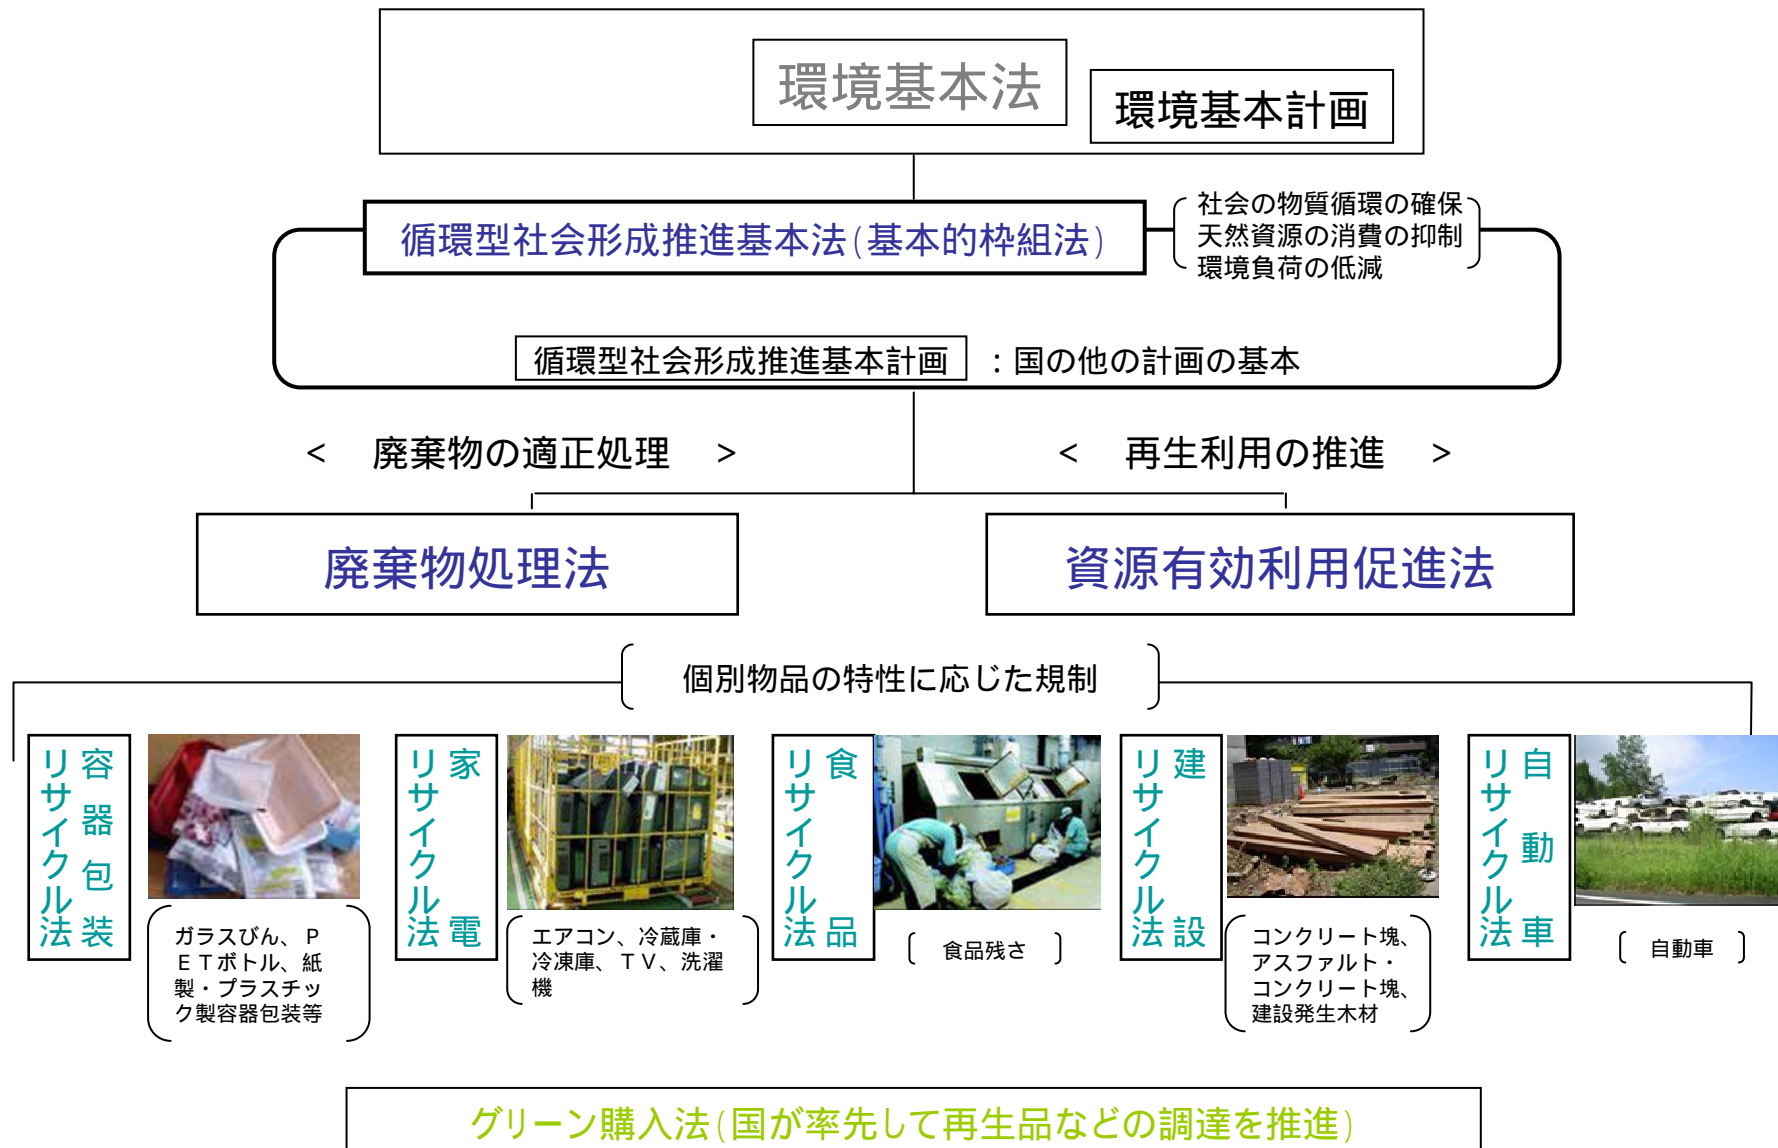 環境基本法
環境基本計画
循環型社会形成推進基本法(基本的枠組法)
社会の物質循環の確保
天然資源の消費の抑制
環境負荷の低減
循環型社会形成推進基本計画 :国の他の計画の基本
< 廃棄物の適正処理 >
< 再生利用の推進 >
廃棄物処理法
資源有効利用促進法
個別物品の特性に応じた規制
容器包装
リサイクル法
ガラスびん、P
ETボトル、紙
製・プラスチッ
ク製容器包装等
家電
リサイクル法
エアコン、冷蔵庫・
冷凍庫、TV、洗濯
機
食品
リサイクル法
食品残さ
建設
リサイクル法
コンクリート塊、
アスファルト・
コンクリート塊、
建設発生木材
自動車
リサイクル法
自動車
グリーン購入法(国が率先して再生品などの調達を推進)